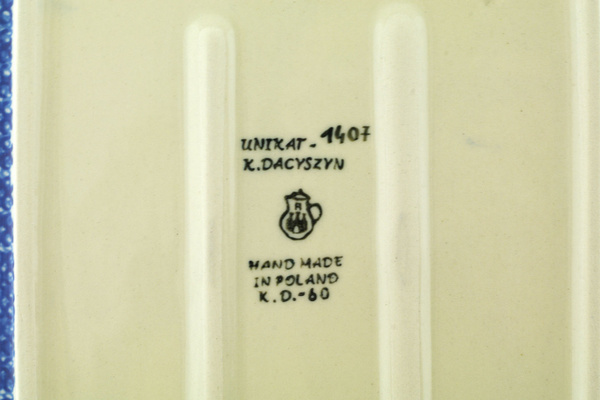 UNIKAT - 1407
K. DACYSZYN
R
HAND MADE
IN POLAND
K. D.-60